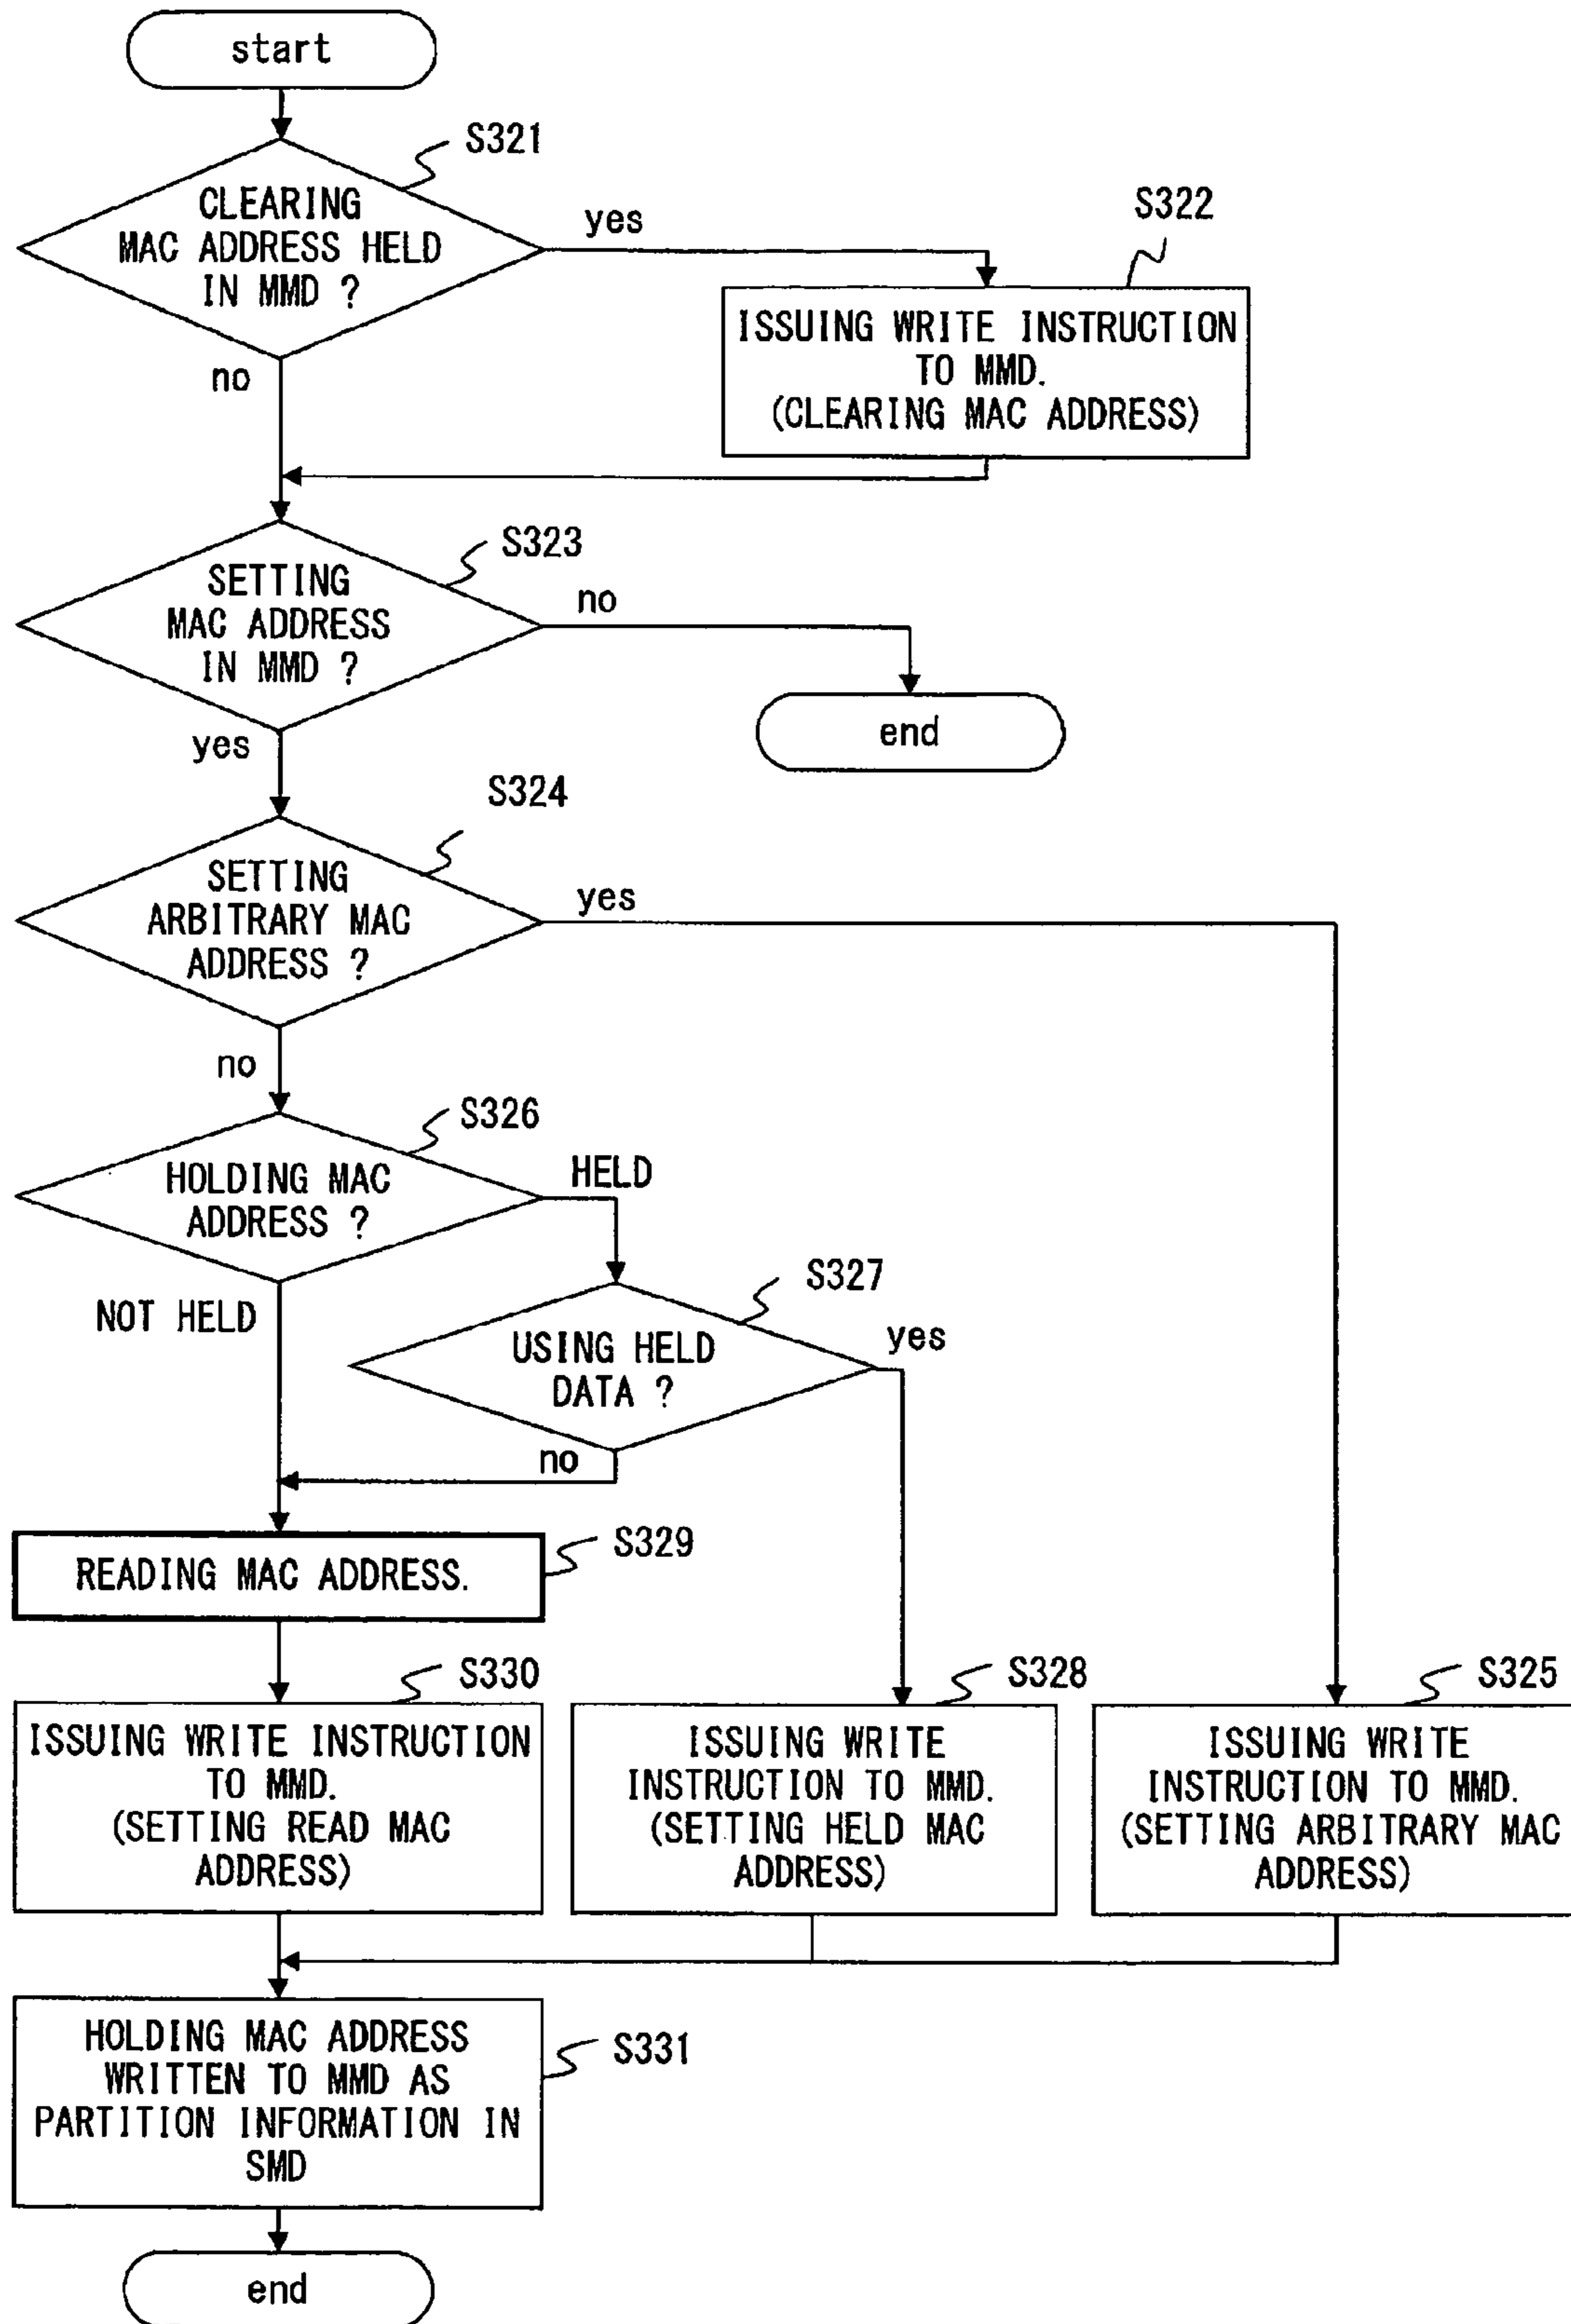 start
S321
CLEARING
MAC ADDRESS HELD
IN MMD ?
yes
no
S322
ISSUING WRITE INSTRUCTION
TO MMD.
(CLEARING MAC ADDRESS)
S323
SETTING
MAC ADDRESS
IN MMD ?
no
end
yes
S324
SETTING
ARBITRARY MAC
ADDRESS ?
yes
no
S326
HOLDING MAC
ADDRESS ?
HELD
NOT HELD
S327
USING HELD
DATA ?
yes
no
S329
READING MAC ADDRESS.
S330
ISSUING WRITE INSTRUCTION
TO MMD.
(SETTING READ MAC
ADDRESS)
S328
ISSUING WRITE
INSTRUCTION TO MMD.
(SETTING HELD MAC
ADDRESS)
S325
ISSUING WRITE
INSTRUCTION TO MMD.
(SETTING ARBITRARY MAC
ADDRESS)
S331
HOLDING MAC ADDRESS
WRITTEN TO MMD AS
PARTITION INFORMATION IN
SMD
end